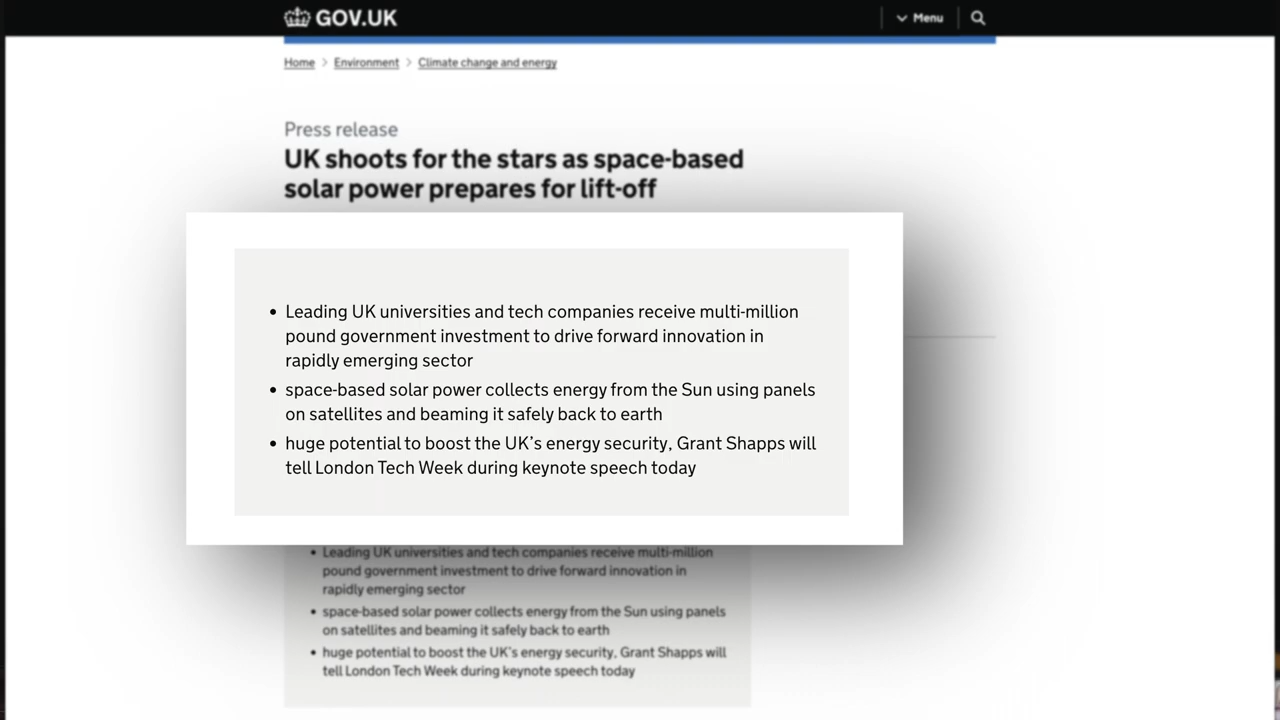 GOV.UK
Menu
Home > Environment > Climate change and energy
Press release
UK shoots for the stars as space-based
solar power prepares for lift-off
• Leading UK universities and tech companies receive multi-million
pound government investment to drive forward innovation in
rapidly emerging sector
• space-based solar power collects energy from the Sun using panels
on satellites and beaming it safely back to earth
• huge potential to boost the UK's energy security, Grant Shapps will
tell London Tech Week during keynote speech today
• Leading UK universities and tech companies receive multi-million
pound government investment to drive forward innovation in
rapidly emerging sector
• space-based solar power collects energy from the Sun using panels
on satellites and beaming it safely back to earth
• huge potential to boost the UK's energy security, Grant Shapps will
tell London Tech Week during keynote speech today